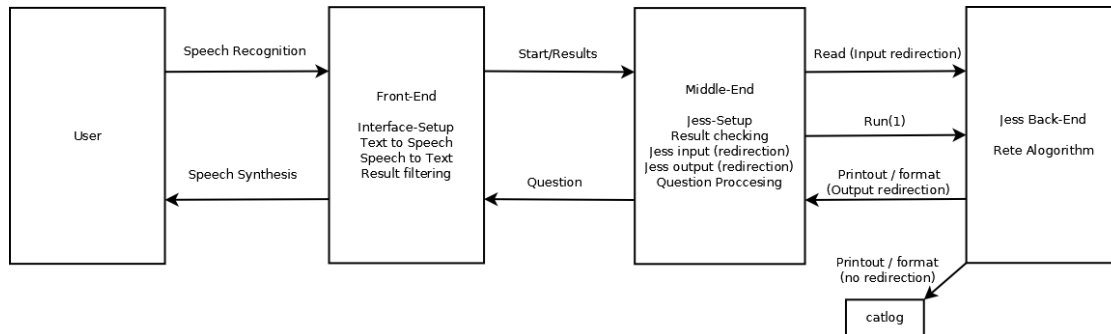 User
Speech Recognition
Speech Synthesis
Front-End
Interface-Setup
Text to Speech
Speech to Text
Result filtering
Start/Results
Question
Middle-End
Jess-Setup
Result checking
Jess input (redirection)
Jess output (redirection)
Question Proccesing
Read (Input redirection)
Run(1)
Printout / format
(Output redirection)
Jess Back-End
Rete Alogorithm
Printout / format
(no redirection)
catlog